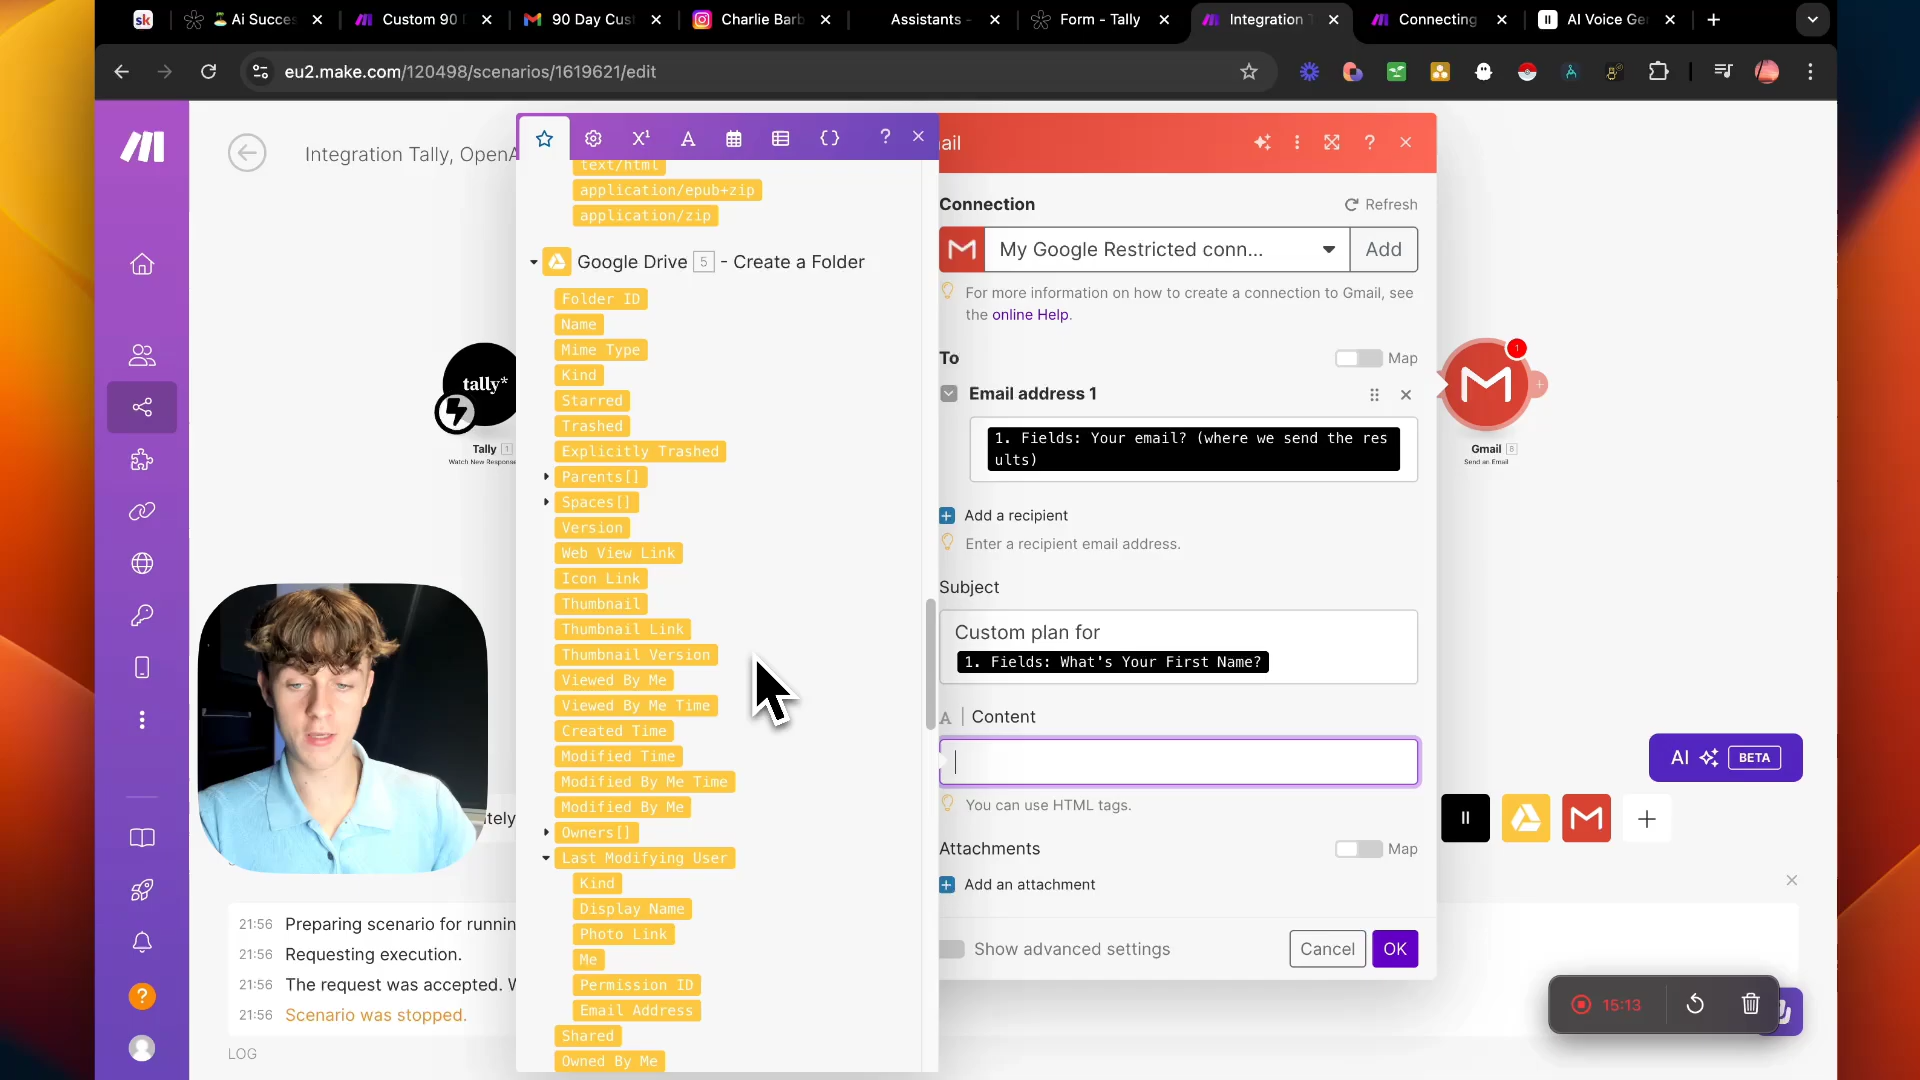 sk
Ai Succes
Custom 90
90 Day Cus
Charlie Barb
Assistants -
Form - Tally
Integration T
Connecting
AI Voice Ge
eu2.make.com/120498/scenarios/1619621/edit
Integration Tally, OpenA
ail
text/html
application/epub+zip
application/zip
Google Drive 5 - Create a Folder
Folder ID
Name
Mime Type
Kind
Starred
Trashed
Explicitly Trashed
Parents[]
Spaces[]
Version
Web View Link
Icon Link
Thumbnail
Thumbnail Link
Thumbnail Version
Viewed By Me
Viewed By Me Time
Created Time
Modified Time
Modified By Me Time
Modified By Me
Owners[]
Last Modifying User
Kind
Display Name
Photo Link
Me
Permission ID
Email Address
Shared
Owned By Me
Connection
Refresh
My Google Restricted conn...
Add
For more information on how to create a connection to Gmail, see
the online Help.
To
Map
Email address 1
1. Fields: Your email? (where we send the res
ults)
Add a recipient
Enter a recipient email address.
Subject
Custom plan for
1. Fields: What's Your First Name?
A | Content
You can use HTML tags.
Attachments
Map
Add an attachment
Show advanced settings
Cancel
OK
tally*
Tally 1
Watch New Response
1
Gmail 8
Send an Email
AI
BETA
tely
21:56 Preparing scenario for runnin
21:56 Requesting execution.
21:56 The request was accepted. W
21:56 Scenario was stopped.
LOG
15:13